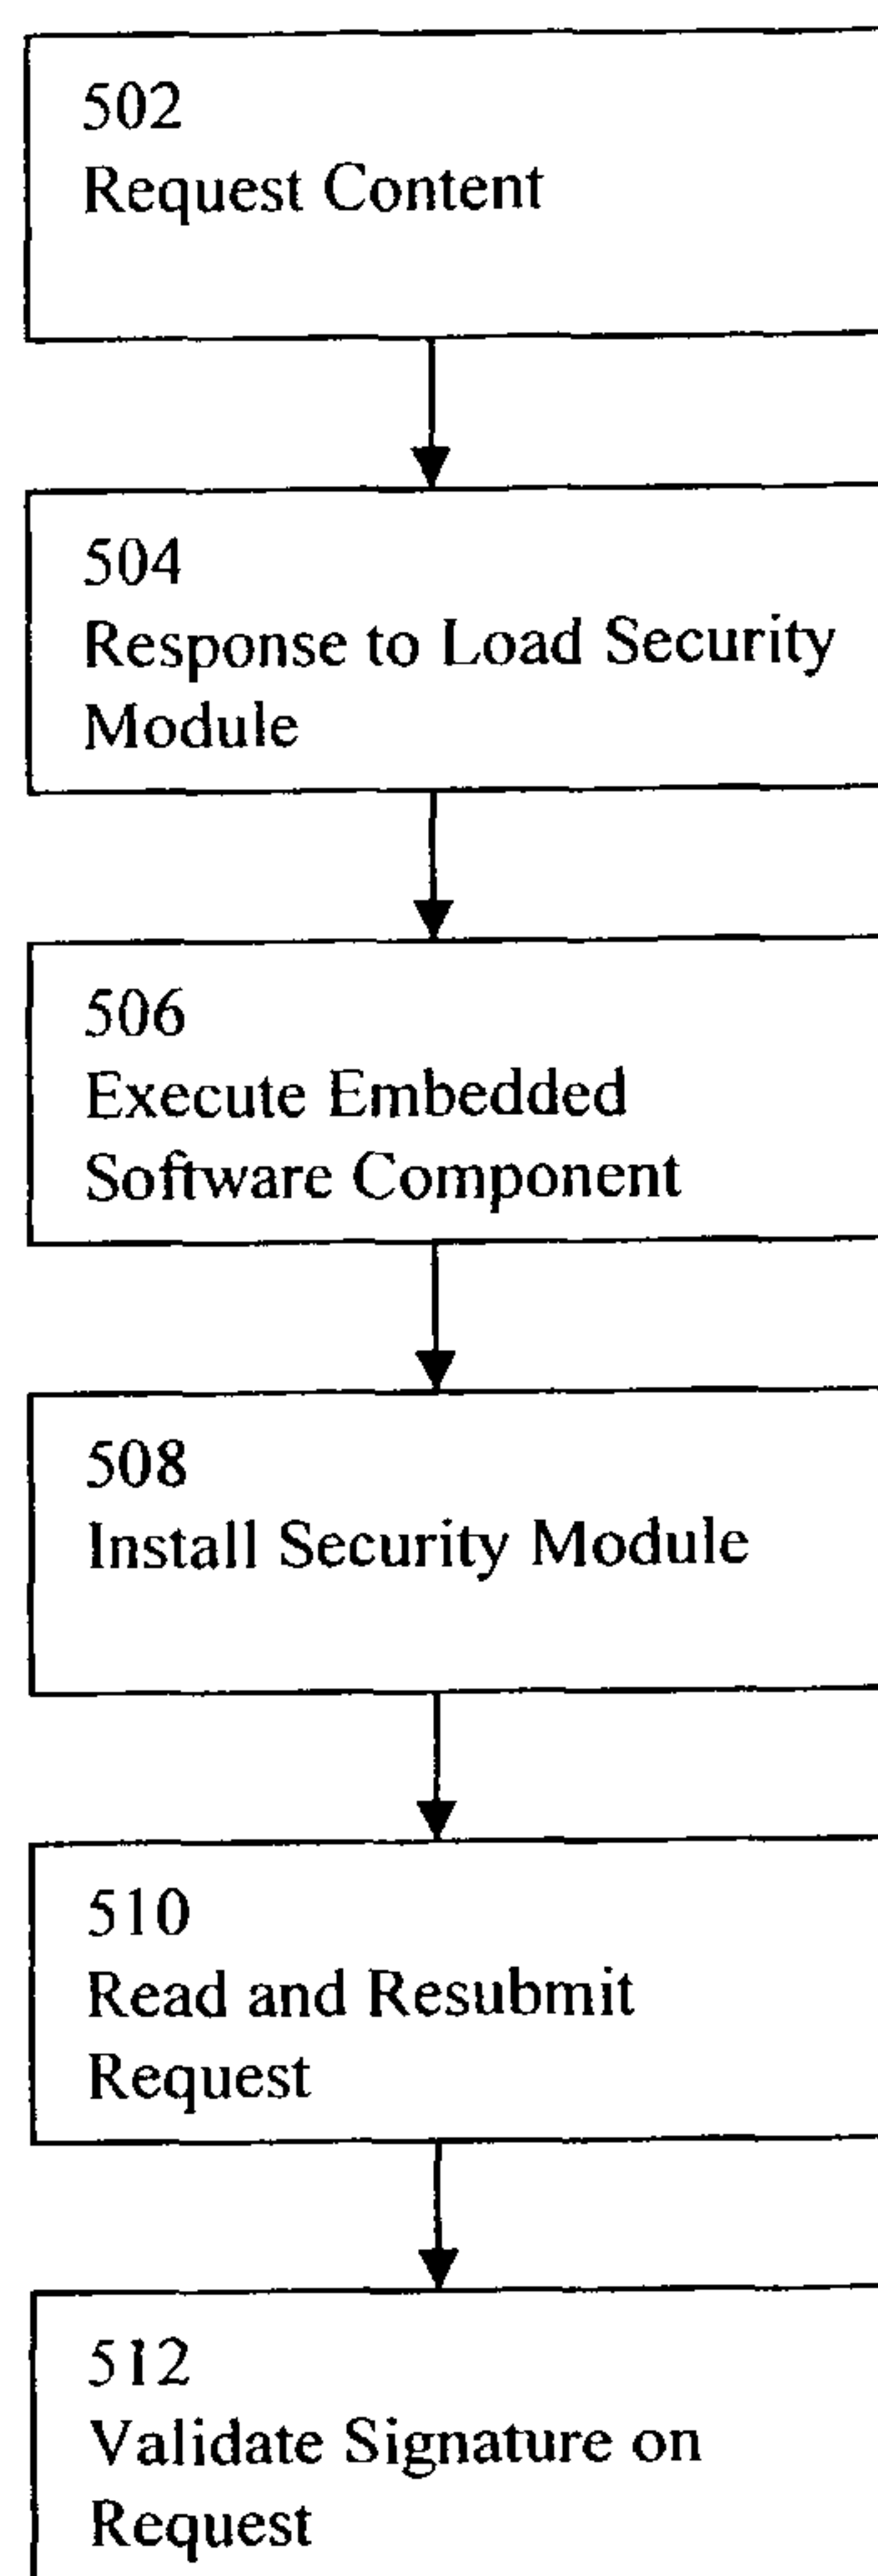 502
Request Content
504
Response to Load Security
Module
506
Execute Embedded
Software Component
508
Install Security Module
510
Read and Resubmit
Request
512
Validate Signature on
Request